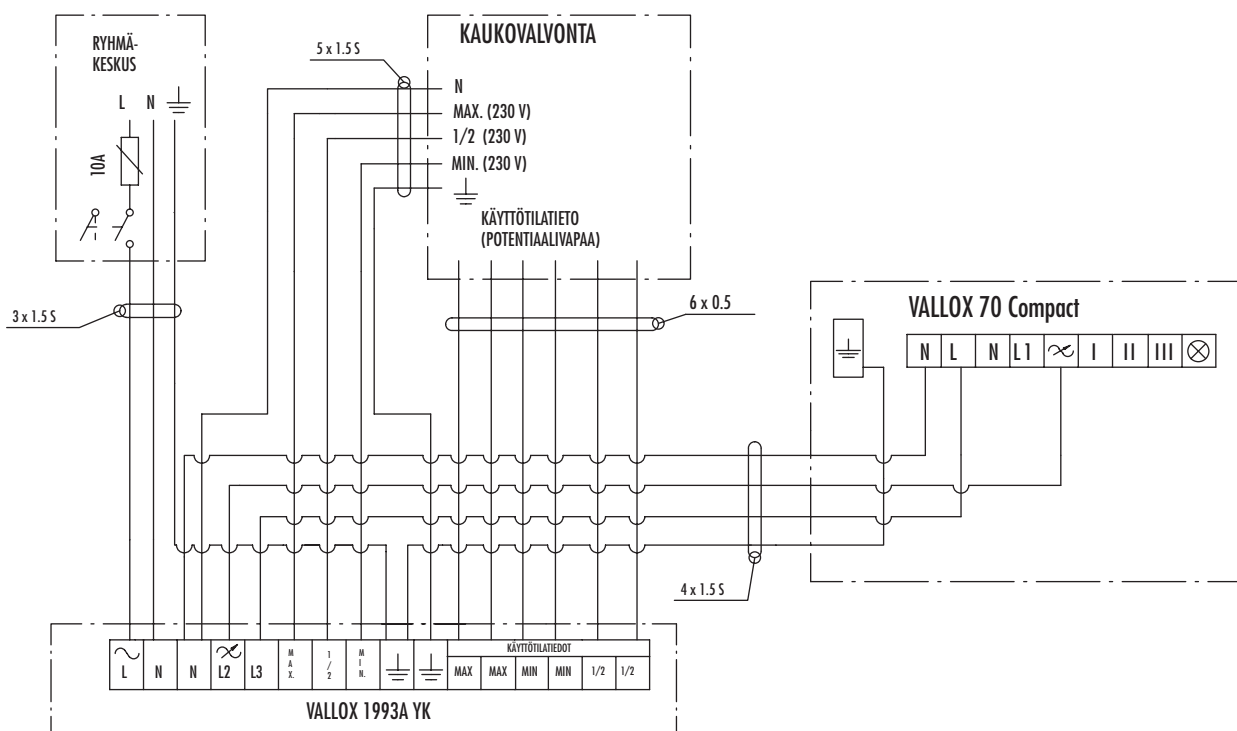 RYHMÄ-
KESKUS
L N
10A
3 x 1.5 S
5 x 1.5 S
KAUKOVALVONTA
N
MAX. (230 V)
1/2 (230 V)
MIN. (230 V)
KÄYTTÖTILATIETO
(POTENTIAALIVAPAA)
6 x 0.5
VALLOX 70 Compact
N L N L1 I II III
4 x 1.5 S
L N N L2 L3 MAX. 1/2 MIN.
KÄYTTÖTILATIEDOT
MAX MAX MIN MIN 1/2 1/2
VALLOX 1993A YK